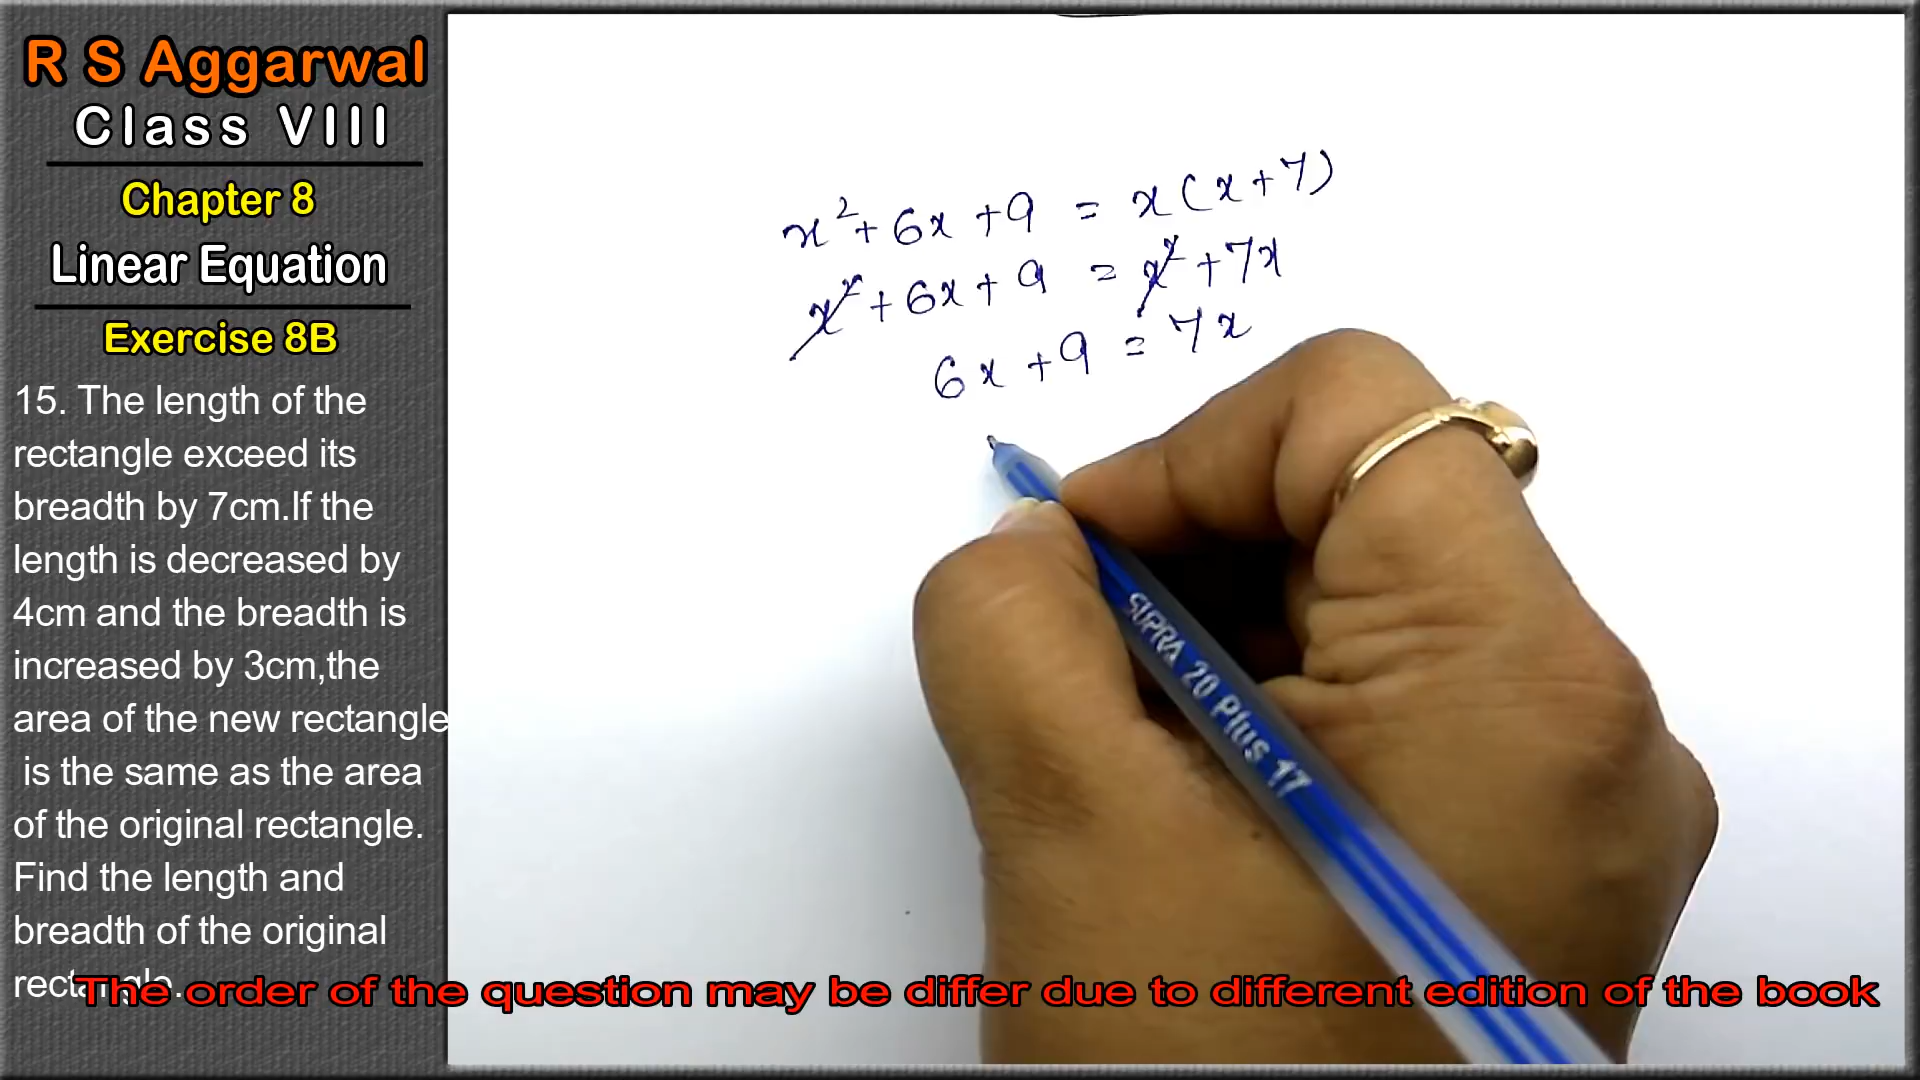 R S Aggarwal
Class VIII
Chapter 8
Linear Equation
Exercise 8B
15. The length of the
rectangle exceed its
breadth by 7cm.If the
length is decreased by
4cm and the breadth is
increased by 3cm,the
area of the new rectangle
is the same as the area
of the original rectangle.
Find the length and
breadth of the original
rectangle.
x² + 6x + 9 = x(x + 7)
x² + 6x + 9 = x² + 7x
6x + 9 = 7x
SUPRA 20 Plus 17
The order of the question may be differ due to different edition of the book